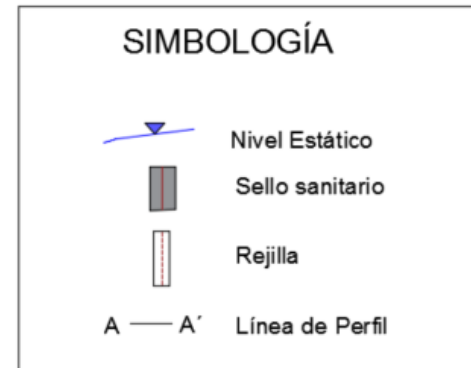 SIMBOLOGÍA
Nivel Estático
Sello sanitario
Rejilla
A A´ Línea de Perfil